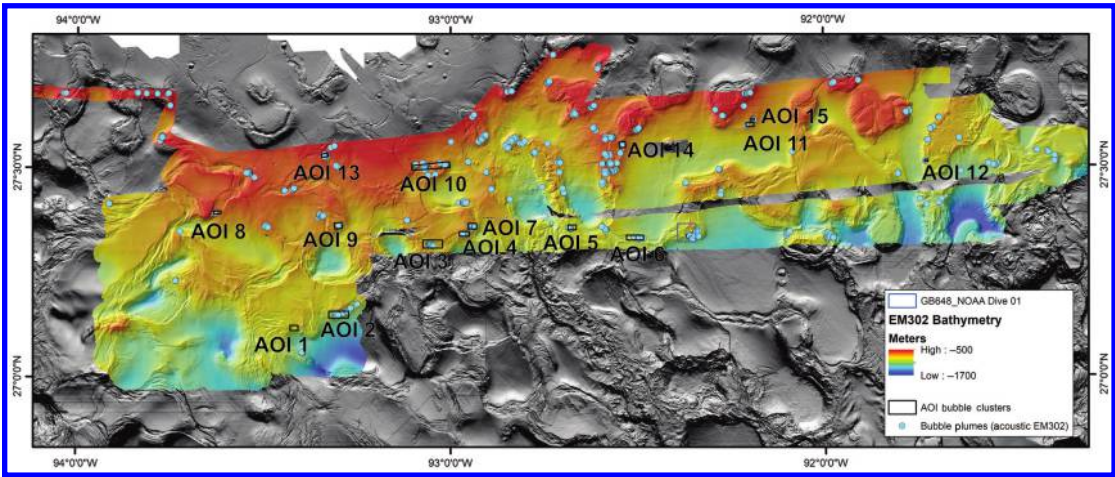 94°0'0"W
93°0'0"W
92°0'0"W
27°30'0"N
27°30'0"N
AOI 15
AOI 11
AOI 14
AOI 13
AOI 10
AOI 12
AOI 8
AOI 9
AOI 7
AOI 4
AOI 3
AOI 5
AOI 6
AOI 2
AOI 1
GB648_NOAA Dive 01
EM302 Bathymetry
Meters
High : –500
Low : –1700
AOI bubble clusters
Bubble plumes (acoustic EM302)
27°0'0"N
27°0'0"N
94°0'0"W
93°0'0"W
92°0'0"W